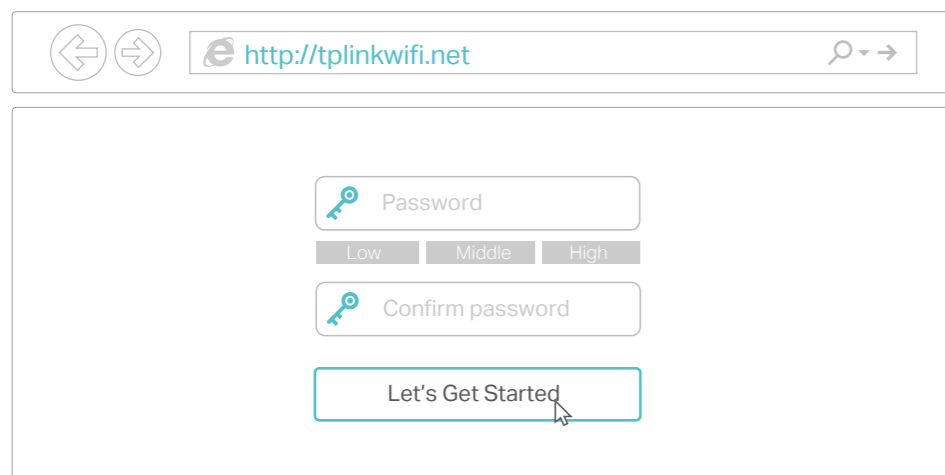 http://tplinkwifi.net
Password
Low Middle High
Confirm password
Let's Get Started